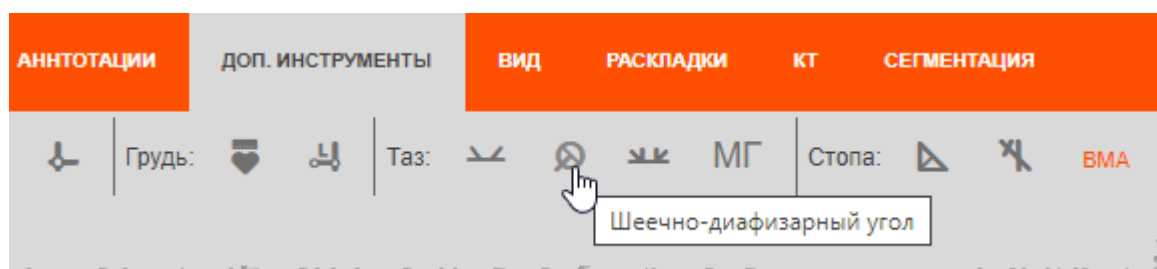 АННТОТАЦИИ ДОП. ИНСТРУМЕНТЫ ВИД РАСКЛАДКИ КТ СЕГМЕНТАЦИЯ
Грудь: Таз: МГ Стопа: ВМА
Шеечно-диафизарный угол